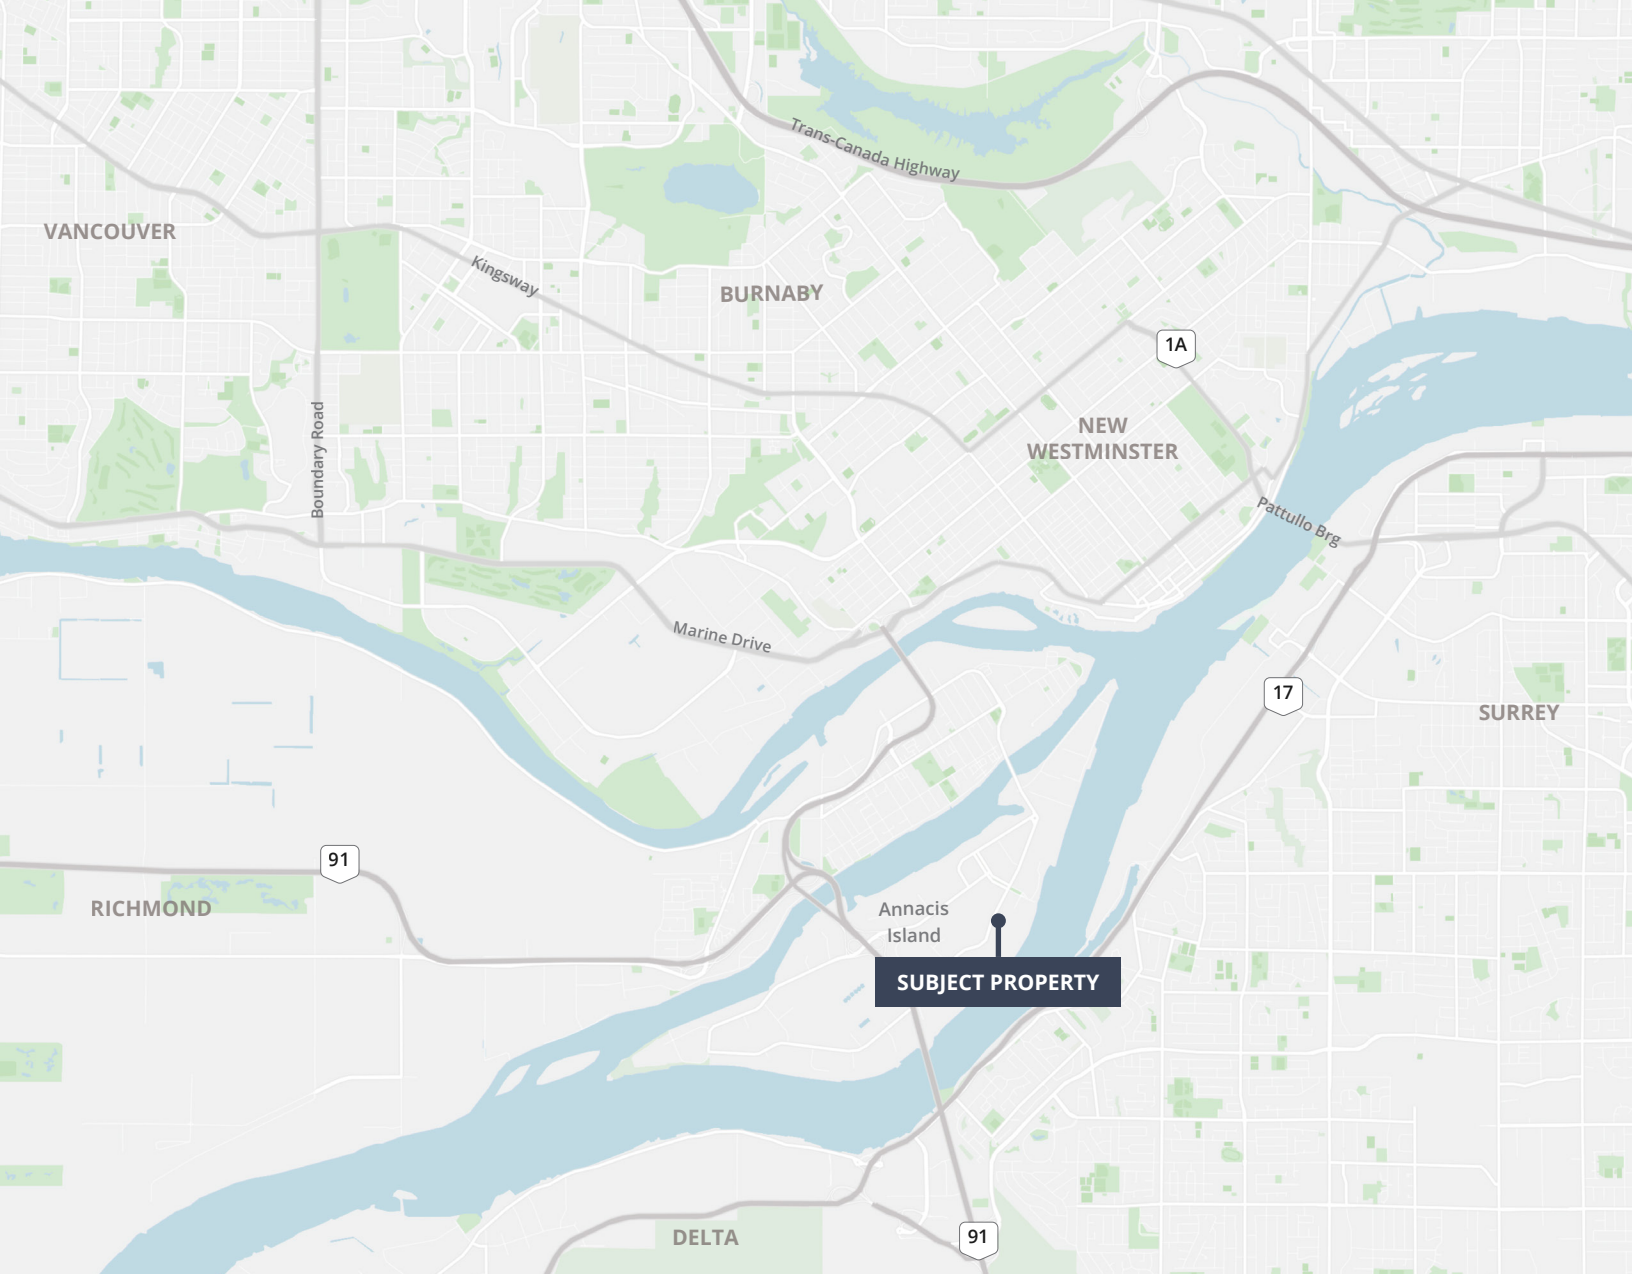 Trans-Canada Highway
VANCOUVER
Kingsway
BURNABY
1A
Boundary Road
NEW
WESTMINSTER
Pattullo Brg
Marine Drive
17
SURREY
91
RICHMOND
Annacis
Island
SUBJECT PROPERTY
DELTA
91